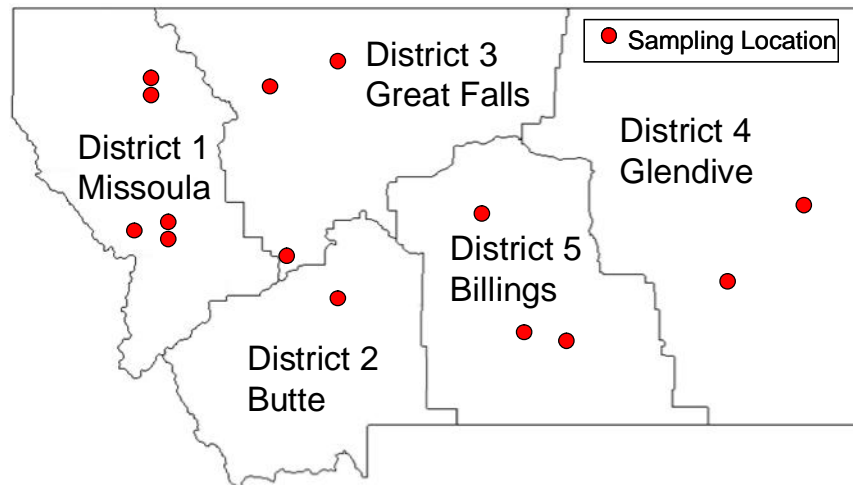 District 3
Great Falls
Sampling Location
District 1
Missoula
District 4
Glendive
District 5
Billings
District 2
Butte